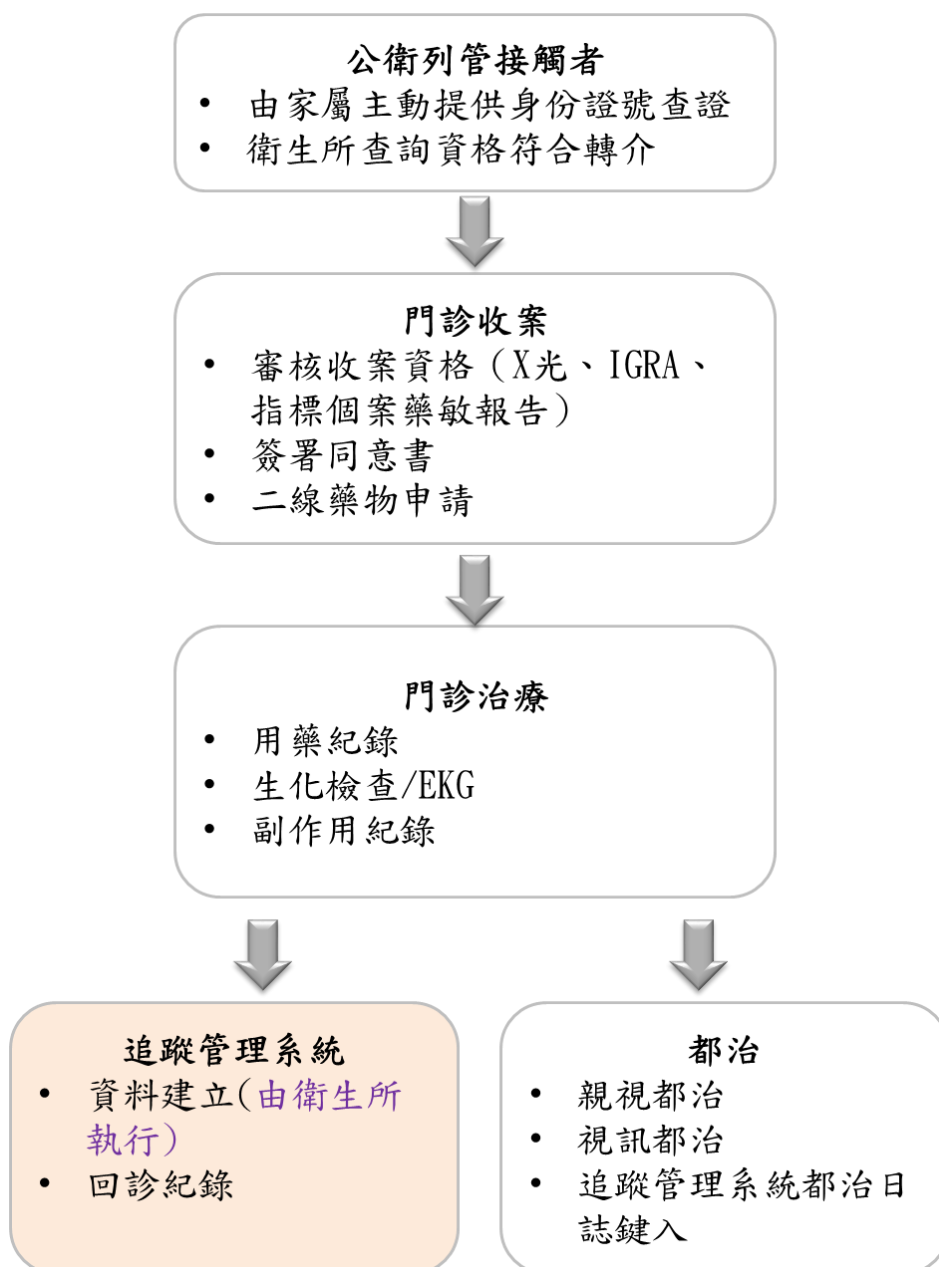 公衛列管接觸者
• 由家屬主動提供身份證號查證
• 衛生所查詢資格符合轉介
門診收案
• 審核收案資格（X光、IGRA、
指標個案藥敏報告）
• 簽署同意書
• 二線藥物申請
門診治療
• 用藥紀錄
• 生化檢查/EKG
• 副作用紀錄
追蹤管理系統
• 資料建立(由衛生所
執行）
• 回診紀錄
都治
• 親視都治
• 視訊都治
• 追蹤管理系統都治日
誌鍵入